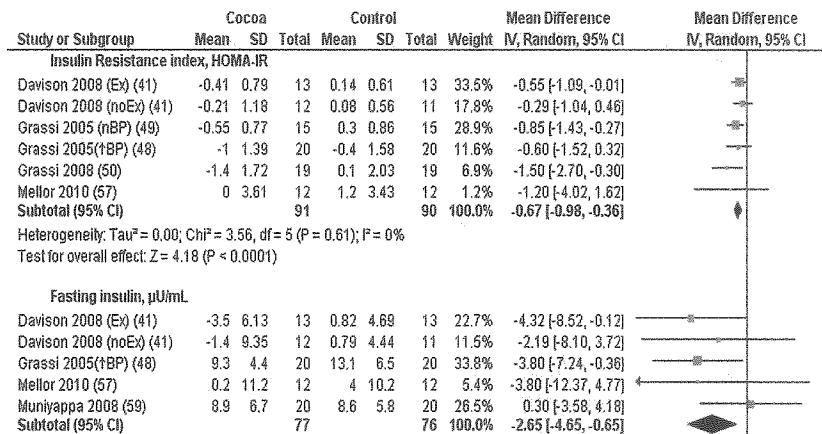 Cocoa Control Mean Difference Mean Difference
Study or Subgroup Mean SD Total Mean SD Total Weight IV, Random, 95% CI IV, Random, 95% CI
Insulin Resistance index, HOMA-IR
Davison 2008 (Ex) (41) -0.41 0.79 13 0.14 0.61 13 33.5% -0.55 [-1.09, -0.01]
Davison 2008 (noEx) (41) -0.21 1.18 12 0.08 0.56 11 17.8% -0.29 [-1.04, 0.46]
Grassi 2005 (nBP) (49) -0.55 0.77 15 0.3 0.86 15 28.9% -0.85 [-1.43, -0.27]
Grassi 2005(↑BP) (48) -1 1.39 20 -0.4 1.58 20 11.6% -0.60 [-1.52, 0.32]
Grassi 2008 (50) -1.4 1.72 19 0.1 2.03 19 6.9% -1.50 [-2.70, -0.30]
Mellor 2010 (57) 0 3.61 12 1.2 3.43 12 1.2% -1.20 [-4.02, 1.62]
Subtotal (95% CI) 91 90 100.0% -0.67 [-0.98, -0.36]
Heterogeneity: Tau² = 0.00; Chi² = 3.56, df = 5 (P = 0.61); I² = 0%
Test for overall effect: Z = 4.18 (P < 0.0001)
Fasting insulin, µU/mL
Davison 2008 (Ex) (41) -3.5 6.13 13 0.82 4.69 13 22.7% -4.32 [-8.52, -0.12]
Davison 2008 (noEx) (41) -1.4 9.35 12 0.79 4.44 11 11.5% -2.19 [-8.10, 3.72]
Grassi 2005(↑BP) (48) 9.3 4.4 20 13.1 6.5 20 33.8% -3.80 [-7.24, -0.36]
Mellor 2010 (57) 0.2 11.2 12 4 10.2 12 5.4% -3.80 [-12.37, 4.77]
Muniyappa 2008 (59) 8.9 6.7 20 8.6 5.8 20 26.5% 0.30 [-3.58, 4.18]
Subtotal (95% CI) 77 76 100.0% -2.65 [-4.65, -0.65]